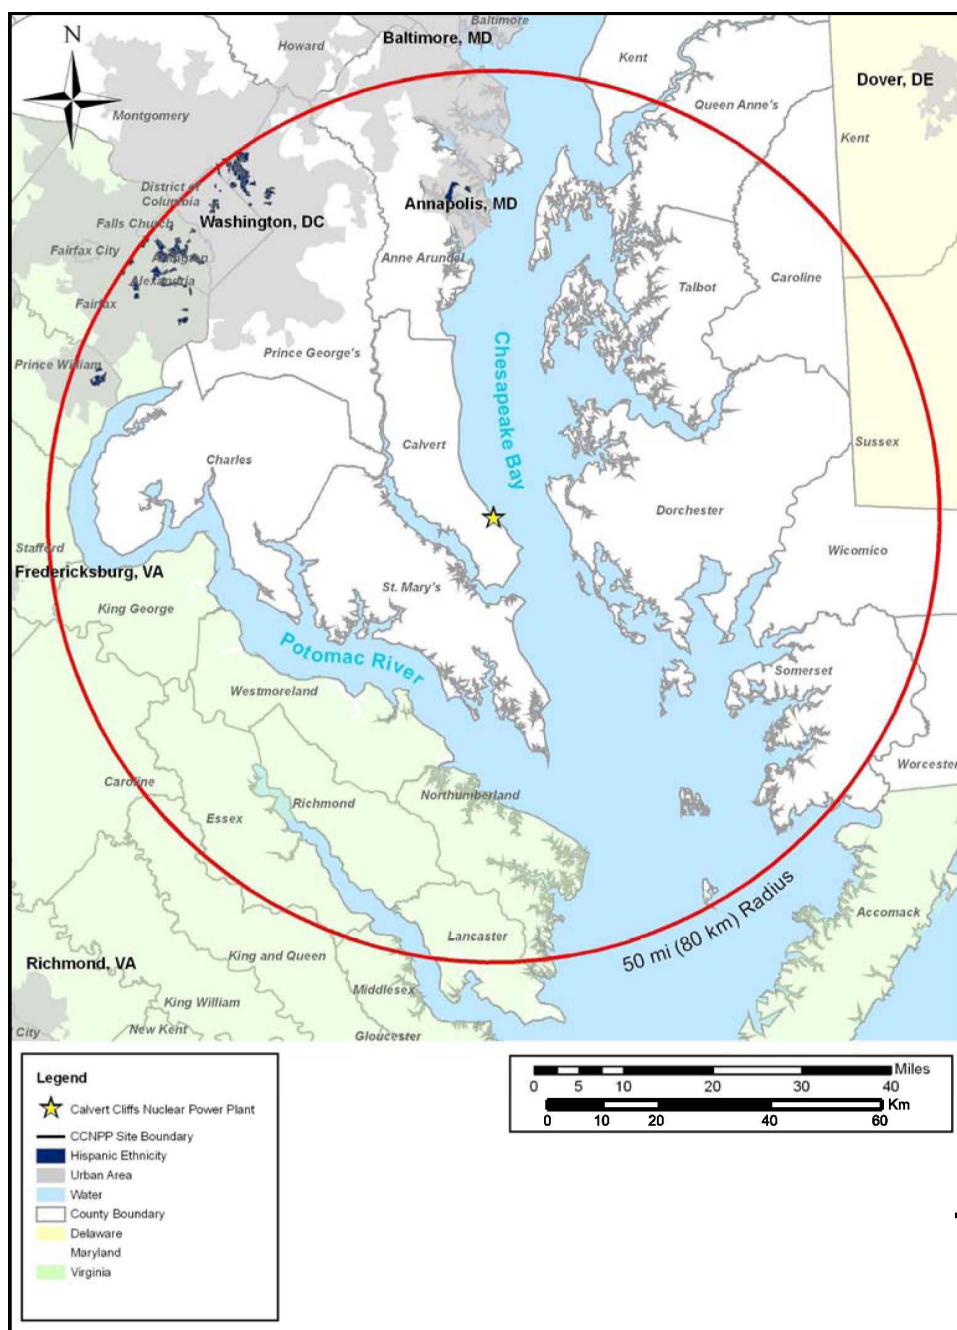 N
Baltimore
Howard
Baltimore, MD
Kent
Dover, DE
Queen Anne's
Montgomery
Kent
District of
Columbia
Annapolis, MD
Washington, DC
Falls Church
Fairfax City
Arlington
Anne Arundel
Caroline
Alexandria
Talbot
Fairfax
Prince George's
Prince William
Chesapeake Bay
Calvert
Sussex
Charles
Dorchester
Stafford
Wicomico
Fredericksburg, VA
St. Mary's
King George
Potomac River
Somerset
Westmoreland
Worcester
Caroline
Northumberland
Richmond
Essex
50 mi (80 km) Radius
Accomack
Lancaster
King and Queen
Richmond, VA
Middlesex
King William
New Kent
City
Gloucester
Legend
Calvert Cliffs Nuclear Power Plant
CCNPP Site Boundary
Hispanic Ethnicity
Urban Area
Water
County Boundary
Delaware
Maryland
Virginia
Miles
0 5 10 20 30 40
Km
0 10 20 40 60